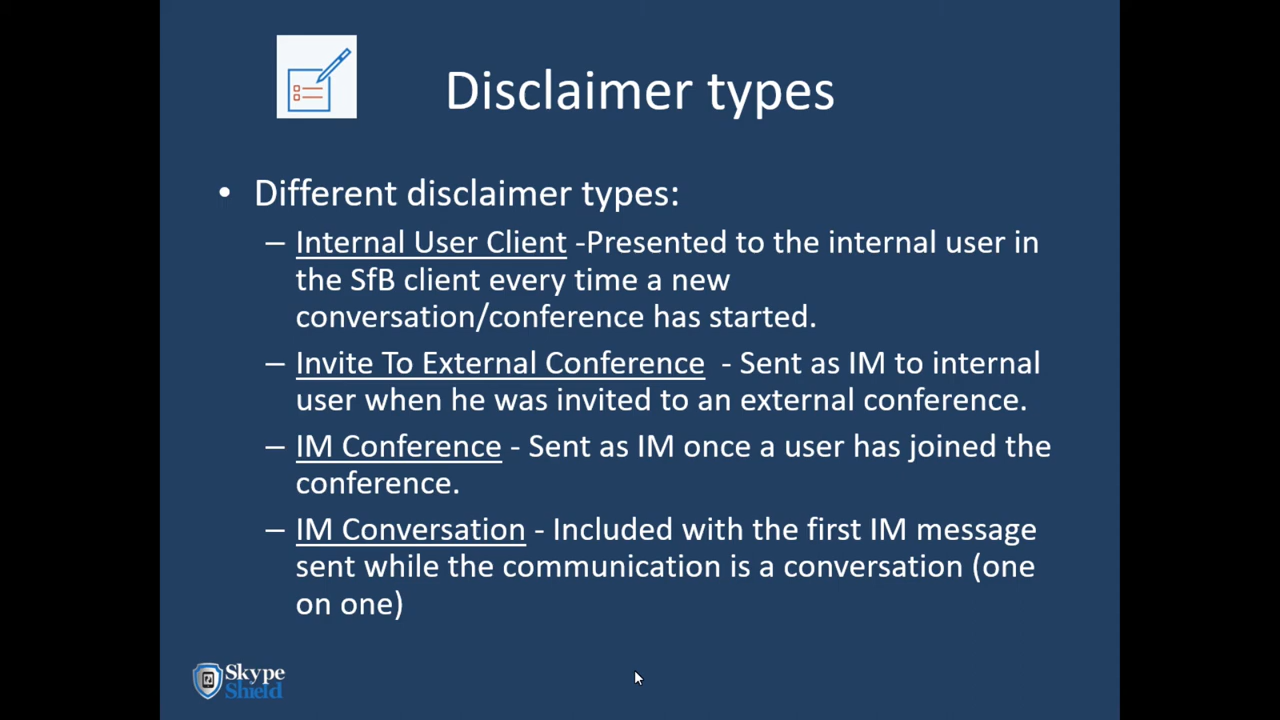 Disclaimer types
• Different disclaimer types:
– Internal User Client -Presented to the internal user in
the SfB client every time a new
conversation/conference has started.
– Invite To External Conference  - Sent as IM to internal
user when he was invited to an external conference.
– IM Conference - Sent as IM once a user has joined the
conference.
– IM Conversation - Included with the first IM message
sent while the communication is a conversation (one
on one)
Skype
Shield